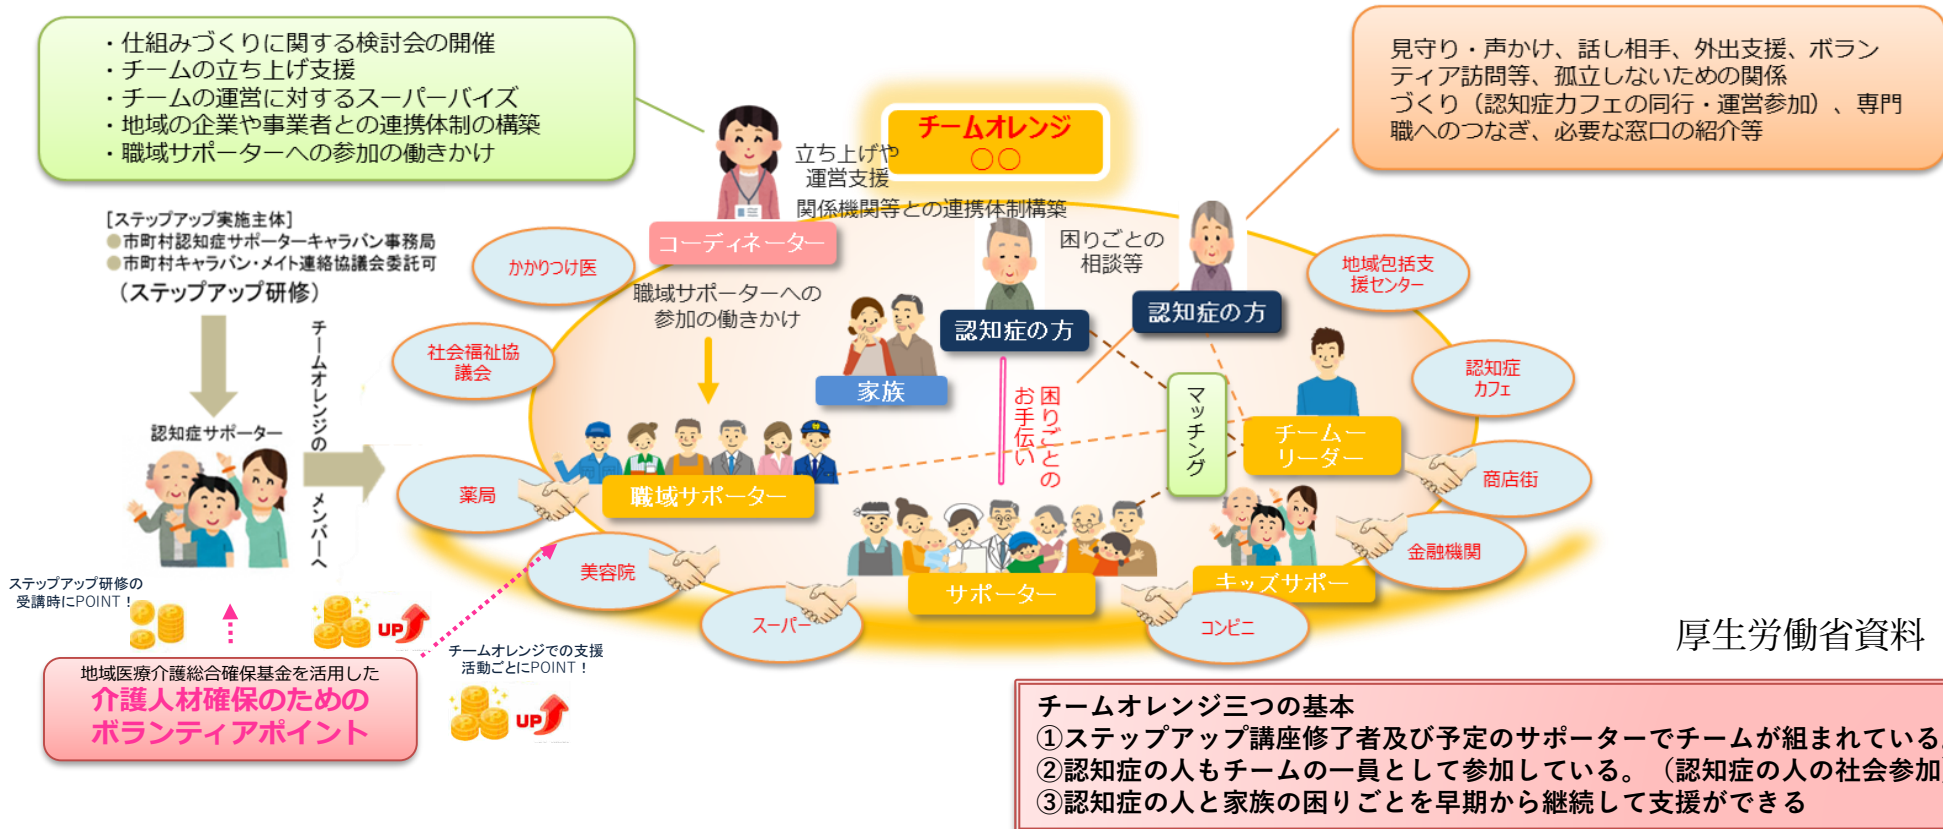 ・仕組みづくりに関する検討会の開催
・チームの立ち上げ支援
・チームの運営に対するスーパーバイズ
・地域の企業や事業者との連携体制の構築
・職域サポーターへの参加の働きかけ
見守り・声かけ、話し相手、外出支援、ボラン
ティア訪問等、孤立しないための関係
づくり（認知症カフェの同行・運営参加）、専門
職へのつなぎ、必要な窓口の紹介等
チームオレンジ
〇〇
立ち上げや
運営支援
関係機関等との連携体制構築
コーディネーター
[ステップアップ実施主体]
●市町村認知症サポーターキャラバン事務局
●市町村キャラバン・メイト連絡協議会委託可
（ステップアップ研修）
チームオレンジの
メンバーへ
認知症サポーター
かかりつけ医
社会福祉協
議会
薬局
美容院
スーパー
コンビニ
金融機関
商店街
認知症
カフェ
地域包括支
援センター
職域サポーターへの
参加の働きかけ
困りごとの
相談等
認知症の方
認知症の方
家族
困りごとの
お手伝い
マッチング
チームー
リーダー
職域サポーター
サポーター
キッズサポー
ステップアップ研修の
受講時にPOINT！
UP
チームオレンジでの支援
活動ごとにPOINT！
UP
地域医療介護総合確保基金を活用した
介護人材確保のための
ボランティアポイント
厚生労働省資料
チームオレンジ三つの基本
①ステップアップ講座修了者及び予定のサポーターでチームが組まれている。
②認知症の人もチームの一員として参加している。（認知症の人の社会参加）
③認知症の人と家族の困りごとを早期から継続して支援ができる